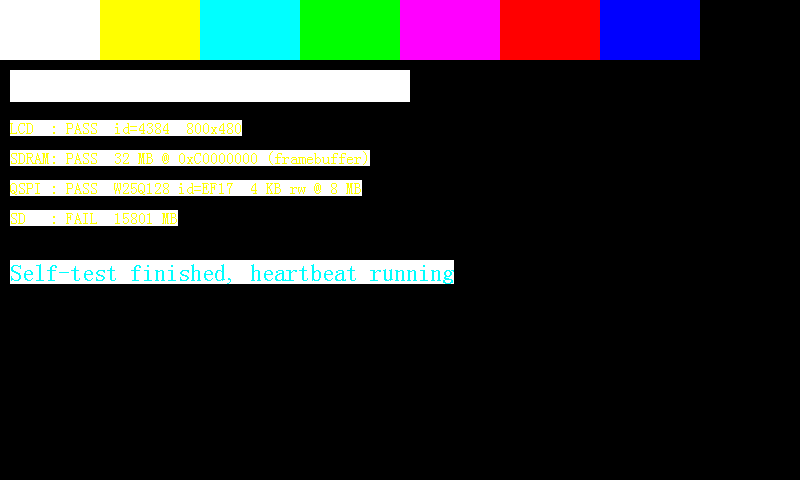 LCD  : PASS  id=4384  800x480
SDRAM: PASS  32 MB @ 0xC0000000 (framebuffer)
QSPI : PASS  W25Q128 id=EF17  4 KB rw @ 8 MB
SD   : FAIL  15801 MB
Self-test finished, heartbeat running